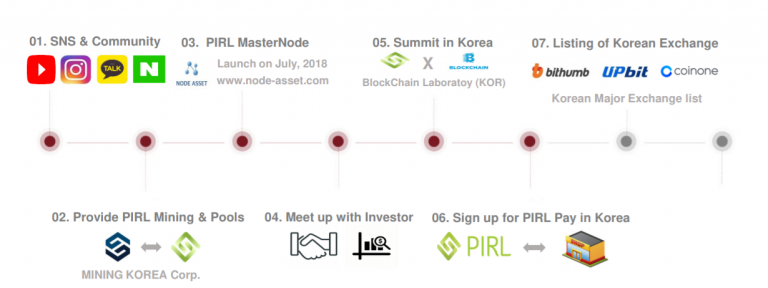 01. SNS & Community
TALK
N
03. PIRL MasterNode
NODE ASSET
Launch on July, 2018
www.node-asset.com
05. Summit in Korea
X
BLOCKCHAIN
BlockChain Laboratoy (KOR)
07. Listing of Korean Exchange
bithumb
UPbit
coinone
Korean Major Exchange list
02. Provide PIRL Mining & Pools
MINING KOREA Corp.
04. Meet up with Investor
06. Sign up for PIRL Pay in Korea
PIRL